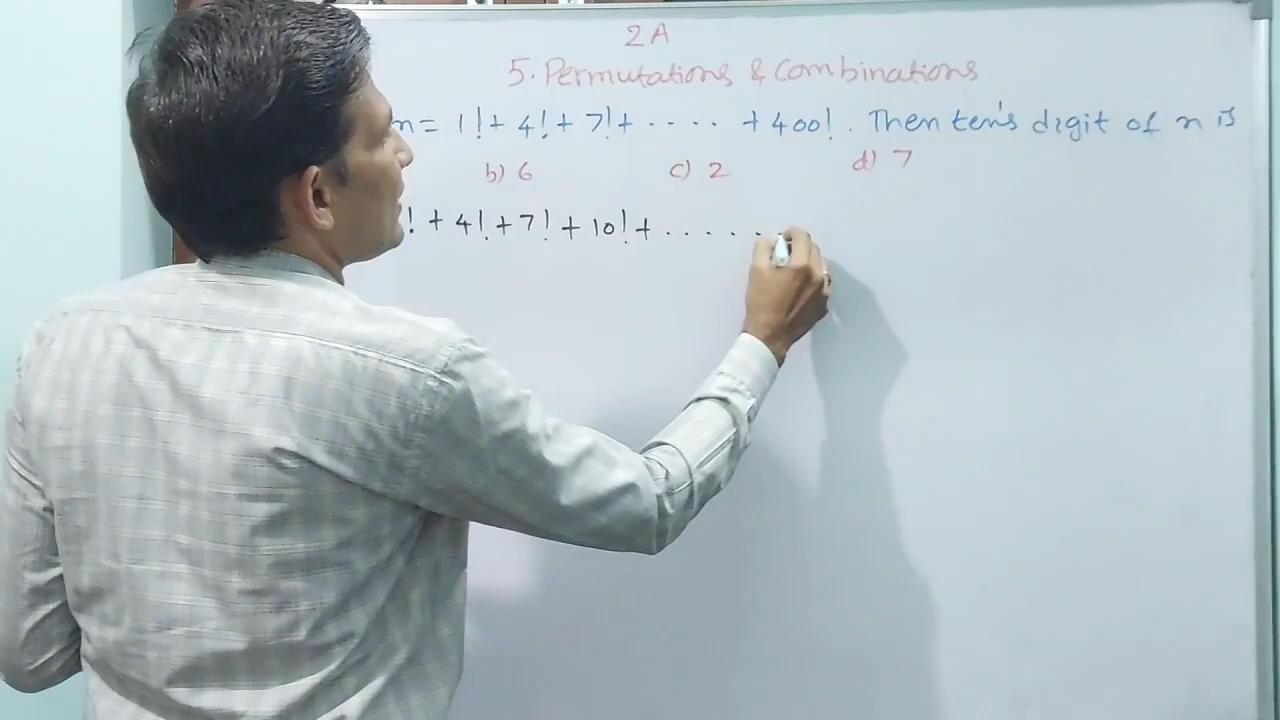 2A
5. Permutations & Combinations
n = 1! + 4! + 7! + ..... + 400!. Then ten's digit of n is
b) 6 c) 2 d) 7
! + 4! + 7! + 10! + ......